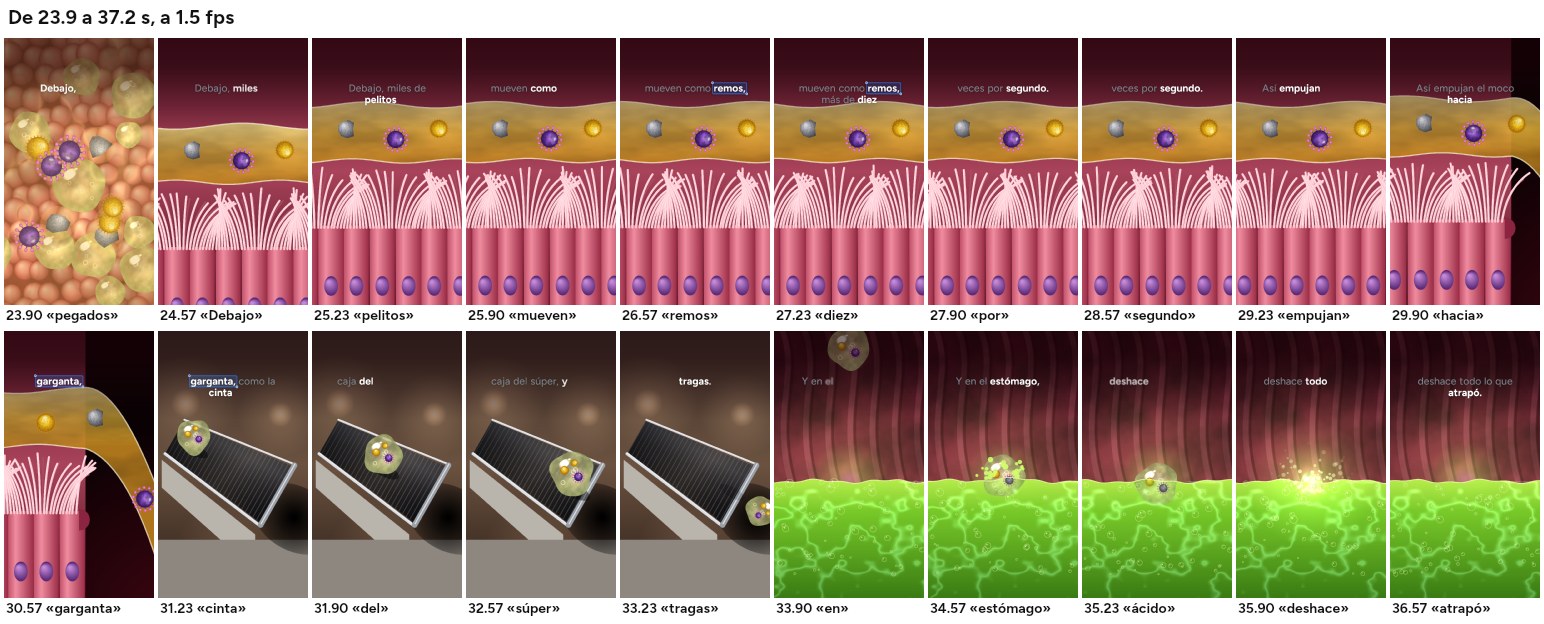 De 23.9 a 37.2 s, a 1.5 fps
Debajo,
Debajo, miles
Debajo, miles de
pelitos
mueven como
mueven como remos,
mueven como remos,
más de diez
veces por segundo.
veces por segundo.
Así empujan
Así empujan el moco
hacia
23.90 «pegados»
24.57 «Debajo»
25.23 «pelitos»
25.90 «mueven»
26.57 «remos»
27.23 «diez»
27.90 «por»
28.57 «segundo»
29.23 «empujan»
29.90 «hacia»
garganta,
garganta, como la
cinta
caja del
caja del súper, y
tragas.
Y en el
Y en el estómago,
deshace
deshace todo
deshace todo lo que
atrapó.
30.57 «garganta»
31.23 «cinta»
31.90 «del»
32.57 «súper»
33.23 «tragas»
33.90 «en»
34.57 «estómago»
35.23 «ácido»
35.90 «deshace»
36.57 «atrapó»